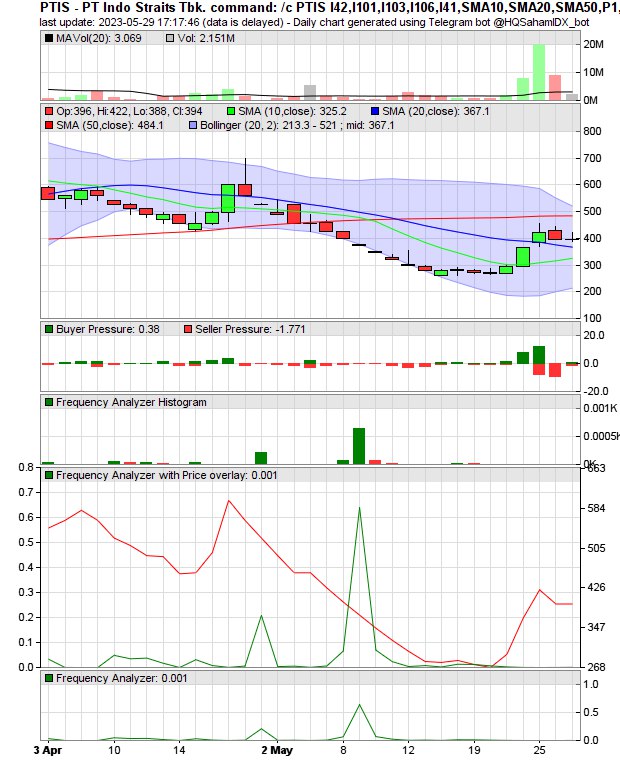 PTIS - PT Indo Straits Tbk. command: /c PTIS I42,I101,I103,I106,I41,SMA10,SMA20,SMA50,P1,
last update: 2023-05-29 17:17:46 (data is delayed) - Daily chart generated using Telegram bot @HQSahamIDX_bot
MAVol(20): 3.069 Vol: 2.151M
20M
10M
0M
Op:396, Hi:422, Lo:388, Cl:394 SMA (10,close): 325.2 SMA (20,close): 367.1
SMA (50,close): 484.1 Bollinger (20, 2): 213.3 - 521 ; mid: 367.1
800
700
600
500
400
300
200
100
Buyer Pressure: 0.38 Seller Pressure: -1.771
20.0
0.0
-20.0
Frequency Analyzer Histogram
0.001K
0.0005K
0K
Frequency Analyzer with Price overlay: 0.001
0.8 663
0.7
584
0.6
0.5 505
0.4
426
0.3
0.2 347
0.1
0.0 268
Frequency Analyzer: 0.001
1.0
0.5
0.0
3 Apr 10 14 2 May 8 12 19 25